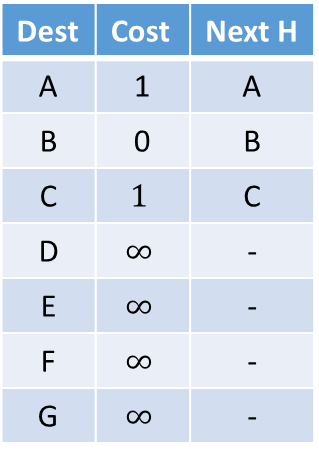 Dest Cost Next H
A 1 A
B 0 B
C 1 C
D ∞ -
E ∞ -
F ∞ -
G ∞ -